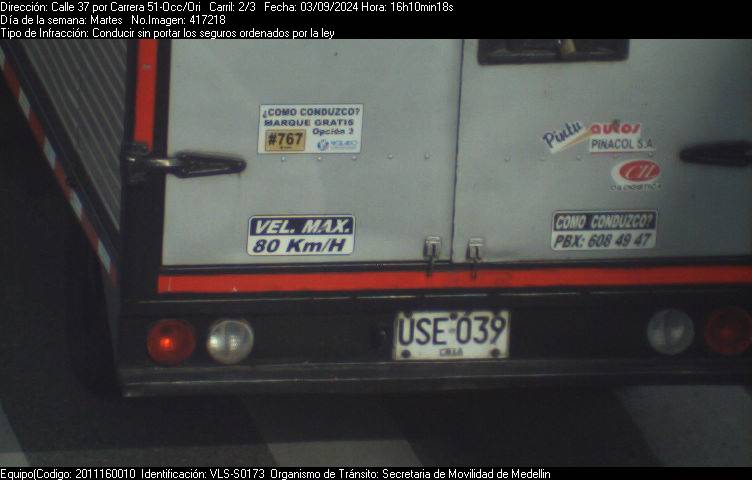 Dirección: Calle 37 por Carrera 51-Occ/Ori Carril: 2/3 Fecha: 03/09/2024 Hora: 16h10min18s
Día de la semana: Martes No.Imagen: 417218
Tipo de Infracción: Conducir sin portar los seguros ordenados por la ley
¿COMO CONDUZCO?
MARQUE GRATIS
#767
Opción 3
Pintu autos
PINACOL S.A
VEL. MAX.
80 Km/H
COMO CONDUZCO?
PBX: 608 49 47
USE·039
Equipo(Codigo: 2011160010 Identificación: VLS-S0173 Organismo de Tránsito: Secretaria de Movilidad de Medellin